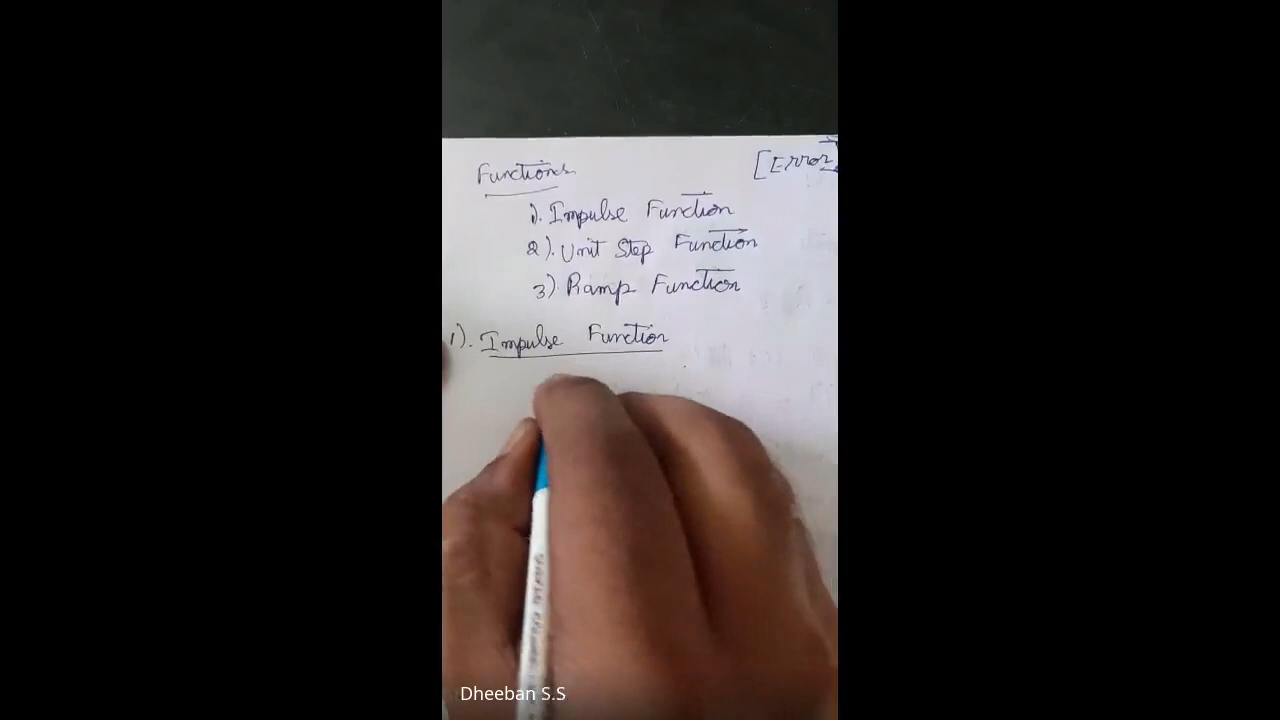 Functions
[Error]
1). Impulse Function
2). Unit Step Function
3) Ramp Function
1). Impulse Function
Dheeban S.S